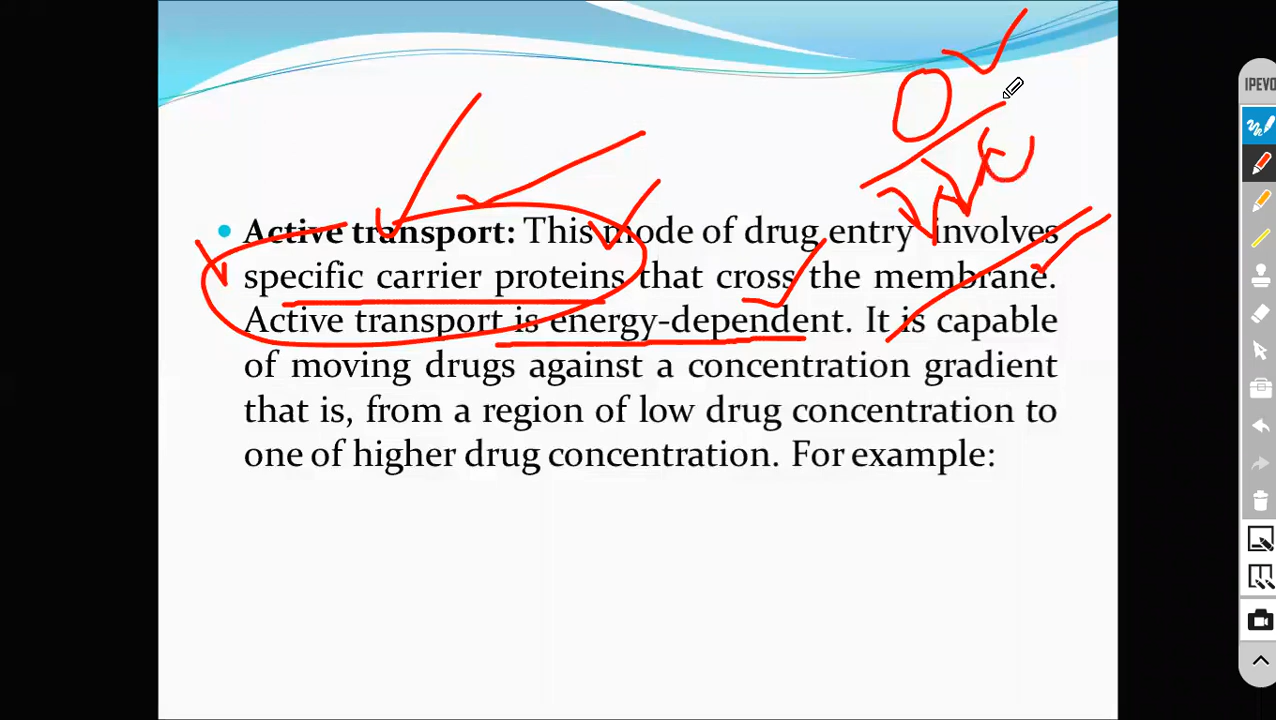 IPEVO
Active transport: This mode of drug entry involves
specific carrier proteins that cross the membrane.
Active transport is energy-dependent. It is capable
of moving drugs against a concentration gradient
that is, from a region of low drug concentration to
one of higher drug concentration. For example: